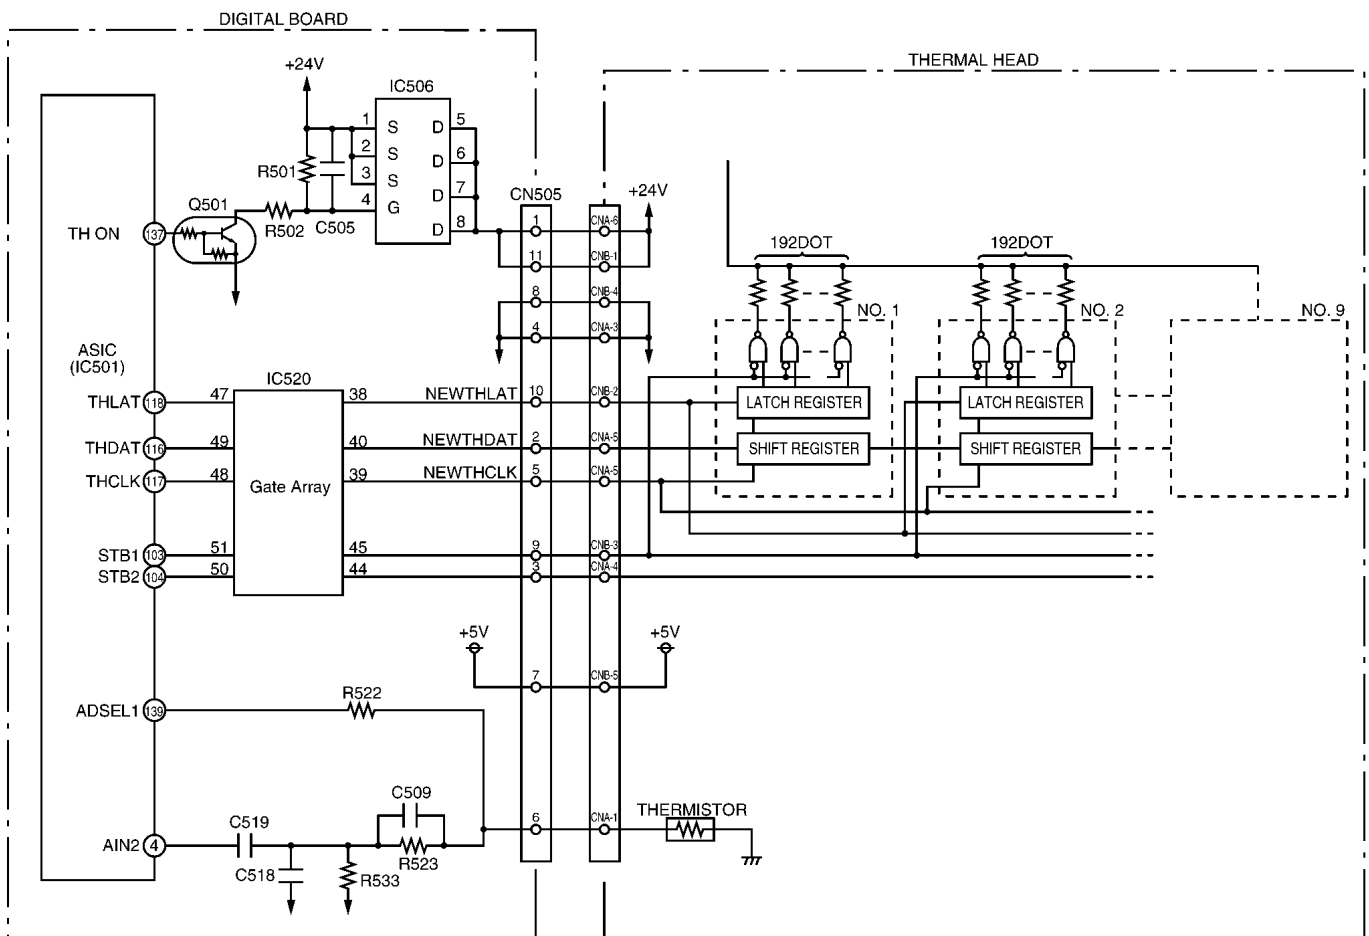 DIGITAL BOARD
THERMAL HEAD
+24V
IC506
1 S D 5
2 S D 6
3 S D 7
4 G D 8
R501
C505
R502
Q501
TH ON 137
CN505
+24V
1 CNA-6
11 CNB-1
8 CNB-4
4 CNA-3
192DOT
192DOT
NO. 1
NO. 2
NO. 9
ASIC
(IC501)
IC520
Gate Array
THLAT 118 47 38 NEWTHLAT 10 CNB-2
LATCH REGISTER
LATCH REGISTER
THDAT 116 49 40 NEWTHDAT 2 CNA-5
SHIFT REGISTER
SHIFT REGISTER
THCLK 117 48 39 NEWTHCLK 5 CNA-5
STB1 103 51 45 9 CNB-3
STB2 104 50 44 3 CNA-4
+5V
+5V
7 CNB-5
ADSEL1 139
R522
C509
THERMISTOR
6 CNA-1
C519
AIN2 4
R523
C518
R533